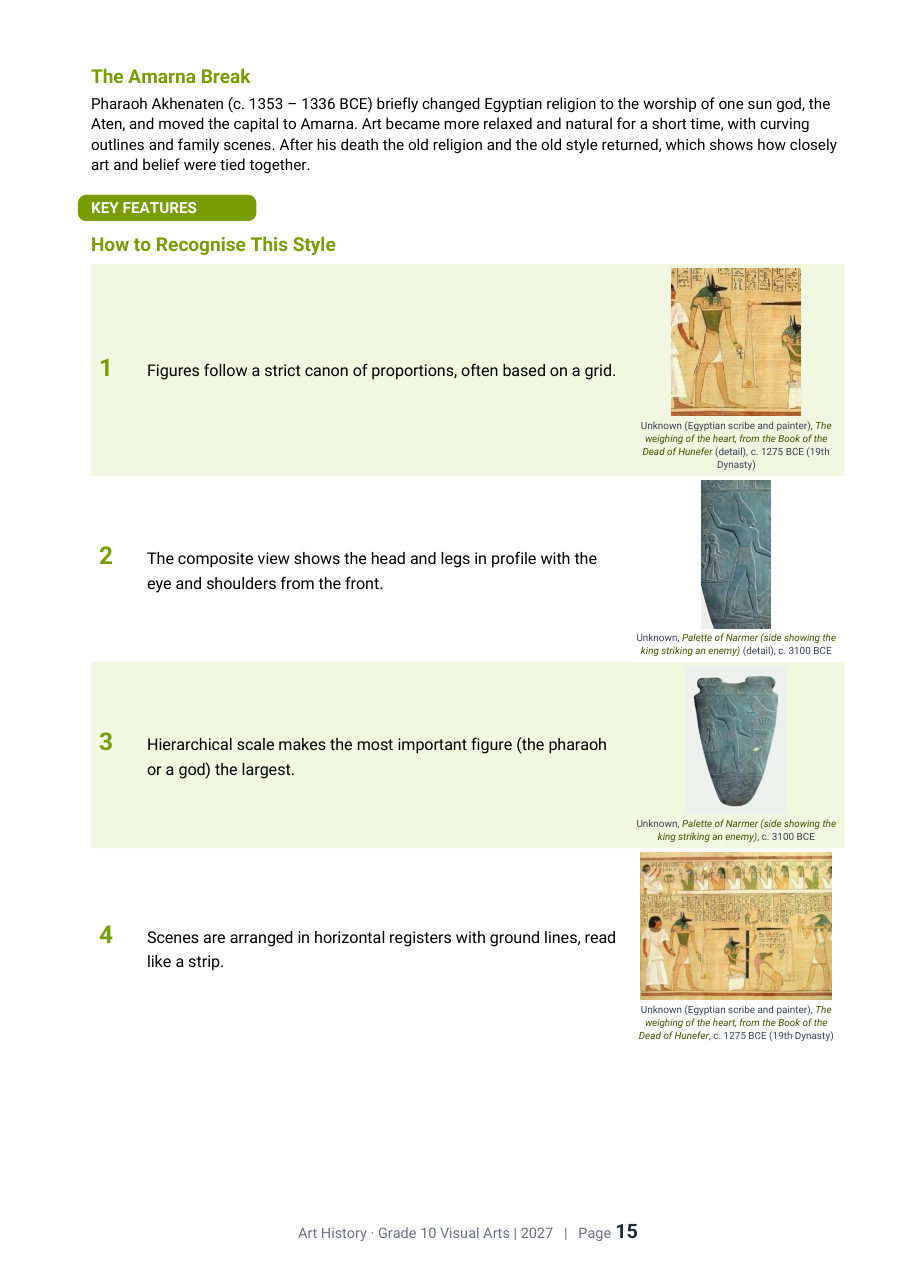 The Amarna Break
Pharaoh Akhenaten (c. 1353 – 1336 BCE) briefly changed Egyptian religion to the worship of one sun god, the
Aten, and moved the capital to Amarna. Art became more relaxed and natural for a short time, with curving
outlines and family scenes. After his death the old religion and the old style returned, which shows how closely
art and belief were tied together.
KEY FEATURES
How to Recognise This Style
1 Figures follow a strict canon of proportions, often based on a grid.
Unknown (Egyptian scribe and painter), The
weighing of the heart, from the Book of the
Dead of Hunefer (detail), c. 1275 BCE (19th
Dynasty)
2 The composite view shows the head and legs in profile with the
eye and shoulders from the front.
Unknown, Palette of Narmer (side showing the
king striking an enemy) (detail), c. 3100 BCE
3 Hierarchical scale makes the most important figure (the pharaoh
or a god) the largest.
Unknown, Palette of Narmer (side showing the
king striking an enemy), c. 3100 BCE
4 Scenes are arranged in horizontal registers with ground lines, read
like a strip.
Unknown (Egyptian scribe and painter), The
weighing of the heart, from the Book of the
Dead of Hunefer, c. 1275 BCE (19th Dynasty)
Art History · Grade 10 Visual Arts | 2027 | Page 15